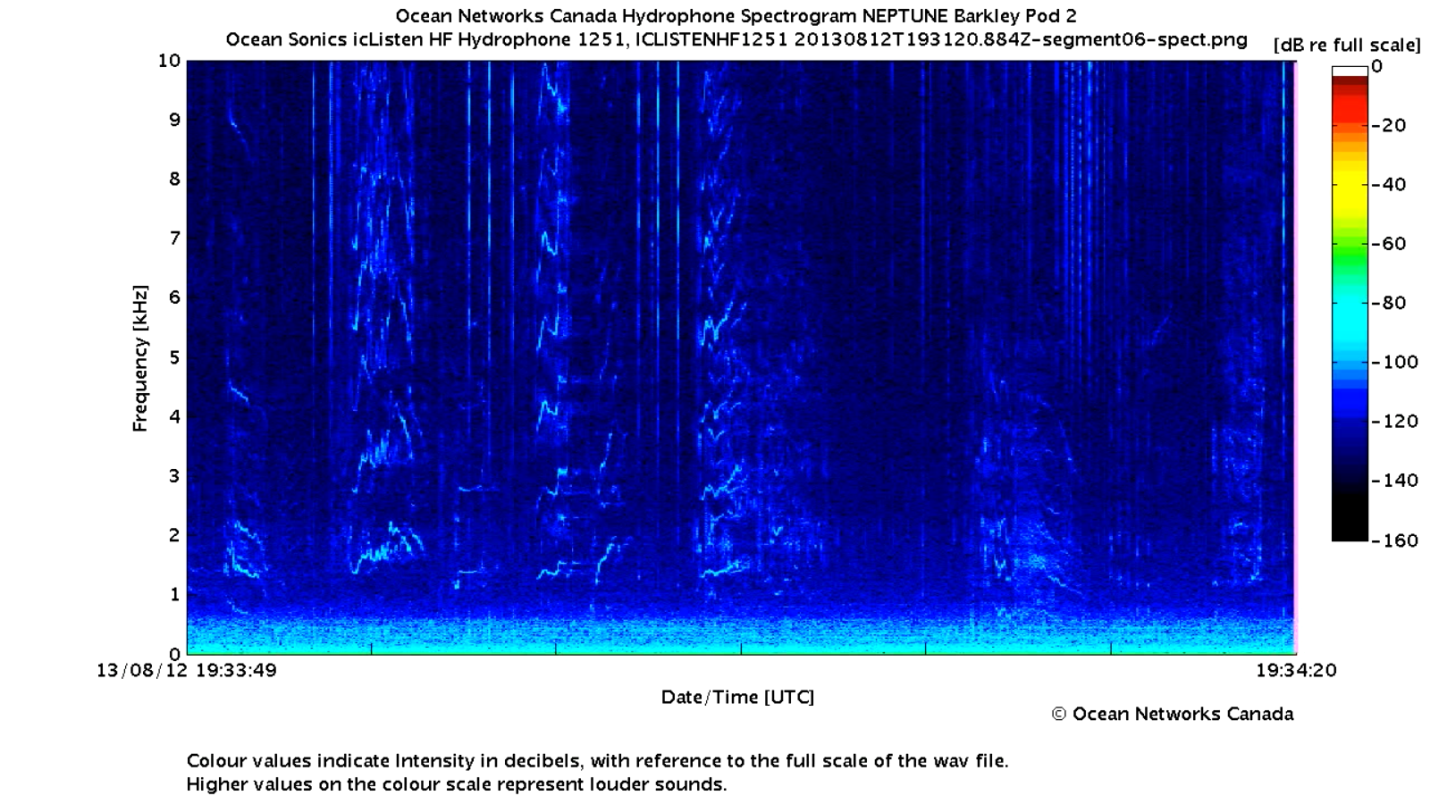 Ocean Networks Canada Hydrophone Spectrogram NEPTUNE Barkley Pod 2
Ocean Sonics icListen HF Hydrophone 1251, ICLISTENHF1251 20130812T193120.884Z-segment06-spect.png
[dB re full scale]
10
9
8
7
6
5
4
3
2
1
0
Frequency [kHz]
0
-20
-40
-60
-80
-100
-120
-140
-160
13/08/12 19:33:49
19:34:20
Date/Time [UTC]
© Ocean Networks Canada
Colour values indicate Intensity in decibels, with reference to the full scale of the wav file.
Higher values on the colour scale represent louder sounds.